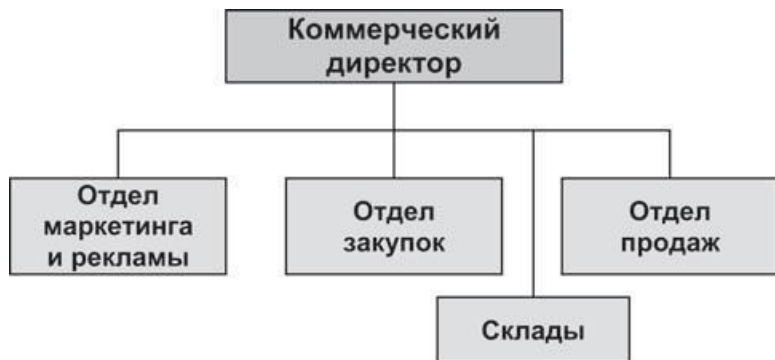 Коммерческий
директор
Отдел
маркетинга
и рекламы
Отдел
закупок
Отдел
продаж
Склады